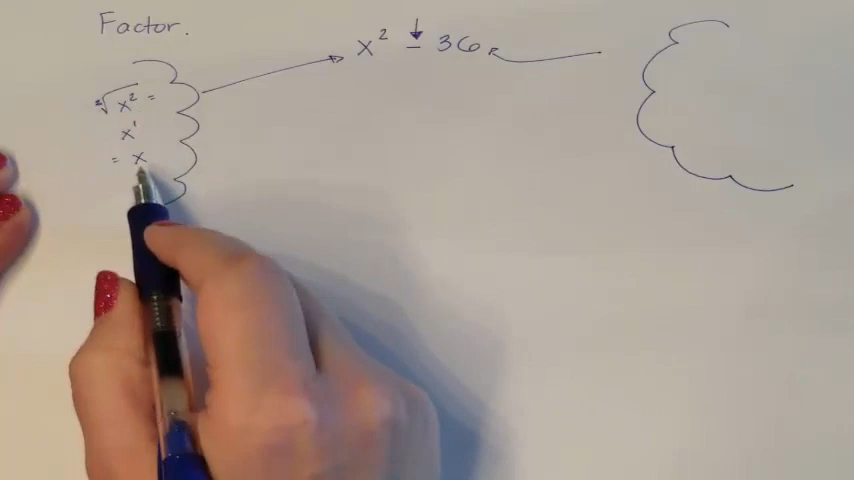 Factor.
x² - 36
²√x² =
x¹
= x